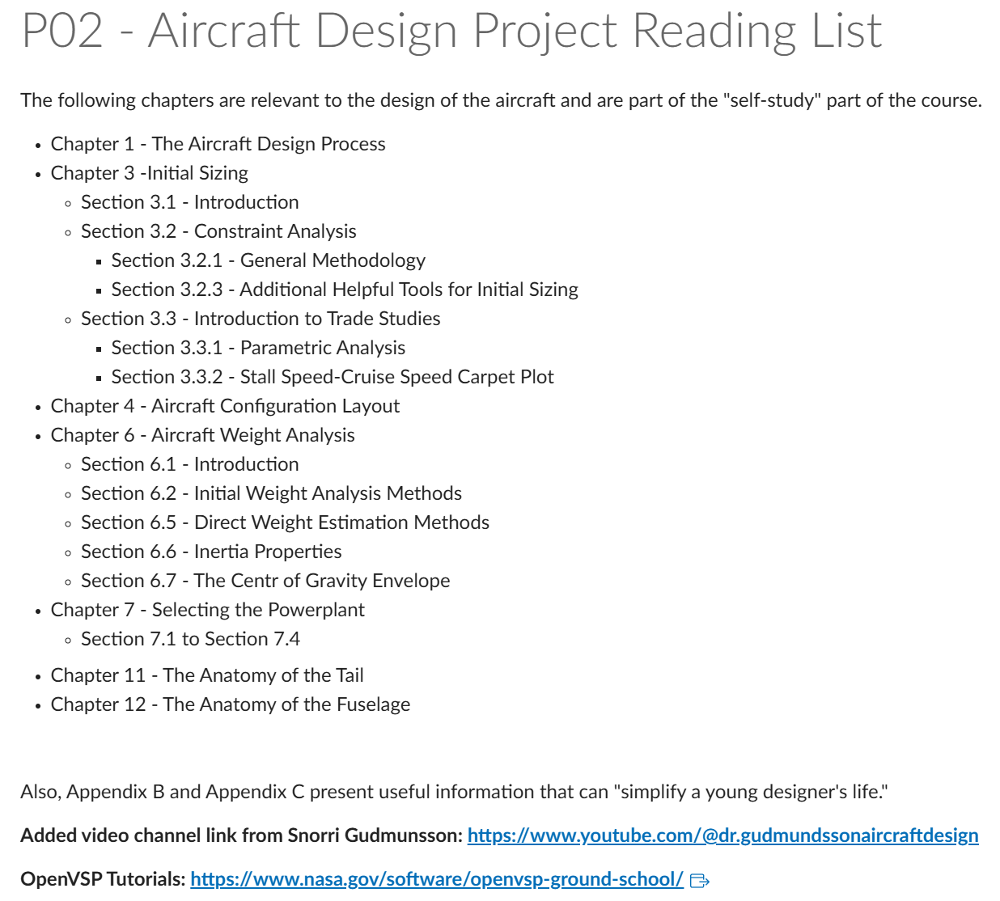 P02 - Aircraft Design Project Reading List
The following chapters are relevant to the design of the aircraft and are part of the "self-study" part of the course.
Chapter 1 - The Aircraft Design Process
Chapter 3 -Initial Sizing
Section 3.1 - Introduction
Section 3.2 - Constraint Analysis
Section 3.2.1 - General Methodology
Section 3.2.3 - Additional Helpful Tools for Initial Sizing
Section 3.3 - Introduction to Trade Studies
Section 3.3.1 - Parametric Analysis
Section 3.3.2 - Stall Speed-Cruise Speed Carpet Plot
Chapter 4 - Aircraft Configuration Layout
Chapter 6 - Aircraft Weight Analysis
Section 6.1 - Introduction
Section 6.2 - Initial Weight Analysis Methods
Section 6.5 - Direct Weight Estimation Methods
Section 6.6 - Inertia Properties
Section 6.7 - The Centr of Gravity Envelope
Chapter 7 - Selecting the Powerplant
Section 7.1 to Section 7.4
Chapter 11 - The Anatomy of the Tail
Chapter 12 - The Anatomy of the Fuselage
Also, Appendix B and Appendix C present useful information that can "simplify a young designer's life."
Added video channel link from Snorri Gudmunsson: https://www.youtube.com/@dr.gudmundssonaircraftdesign
OpenVSP Tutorials: https://www.nasa.gov/software/openvsp-ground-school/